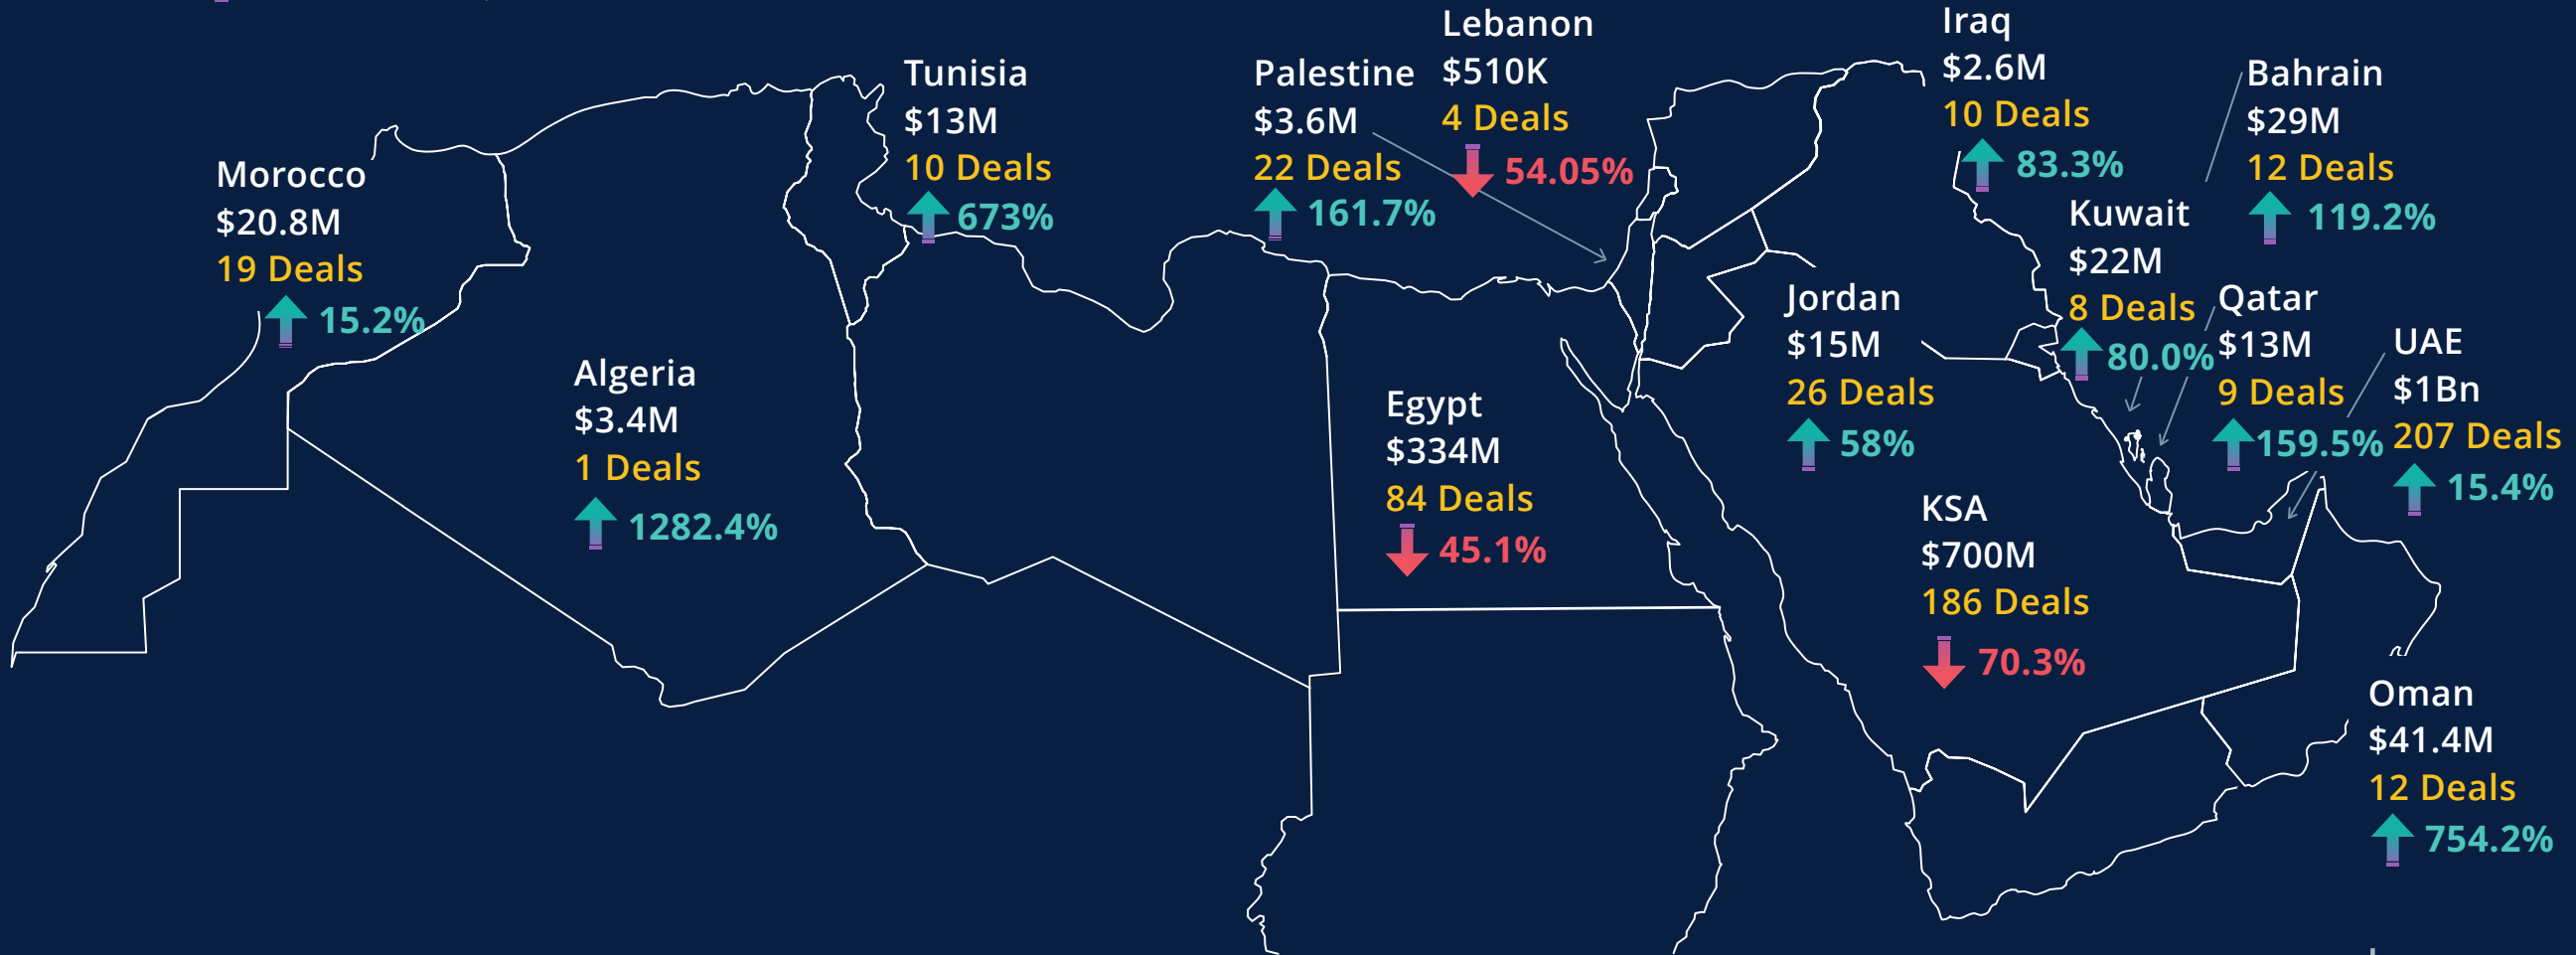 Morocco
$20.8M
19 Deals
15.2%
Algeria
$3.4M
1 Deals
1282.4%
Tunisia
$13M
10 Deals
673%
Palestine
$3.6M
22 Deals
161.7%
Lebanon
$510K
4 Deals
54.05%
Egypt
$334M
84 Deals
45.1%
Jordan
$15M
26 Deals
58%
Iraq
$2.6M
10 Deals
83.3%
Kuwait
$22M
8 Deals
80.0%
Bahrain
$29M
12 Deals
119.2%
Qatar
$13M
9 Deals
159.5%
UAE
$1Bn
207 Deals
15.4%
KSA
$700M
186 Deals
70.3%
Oman
$41.4M
12 Deals
754.2%